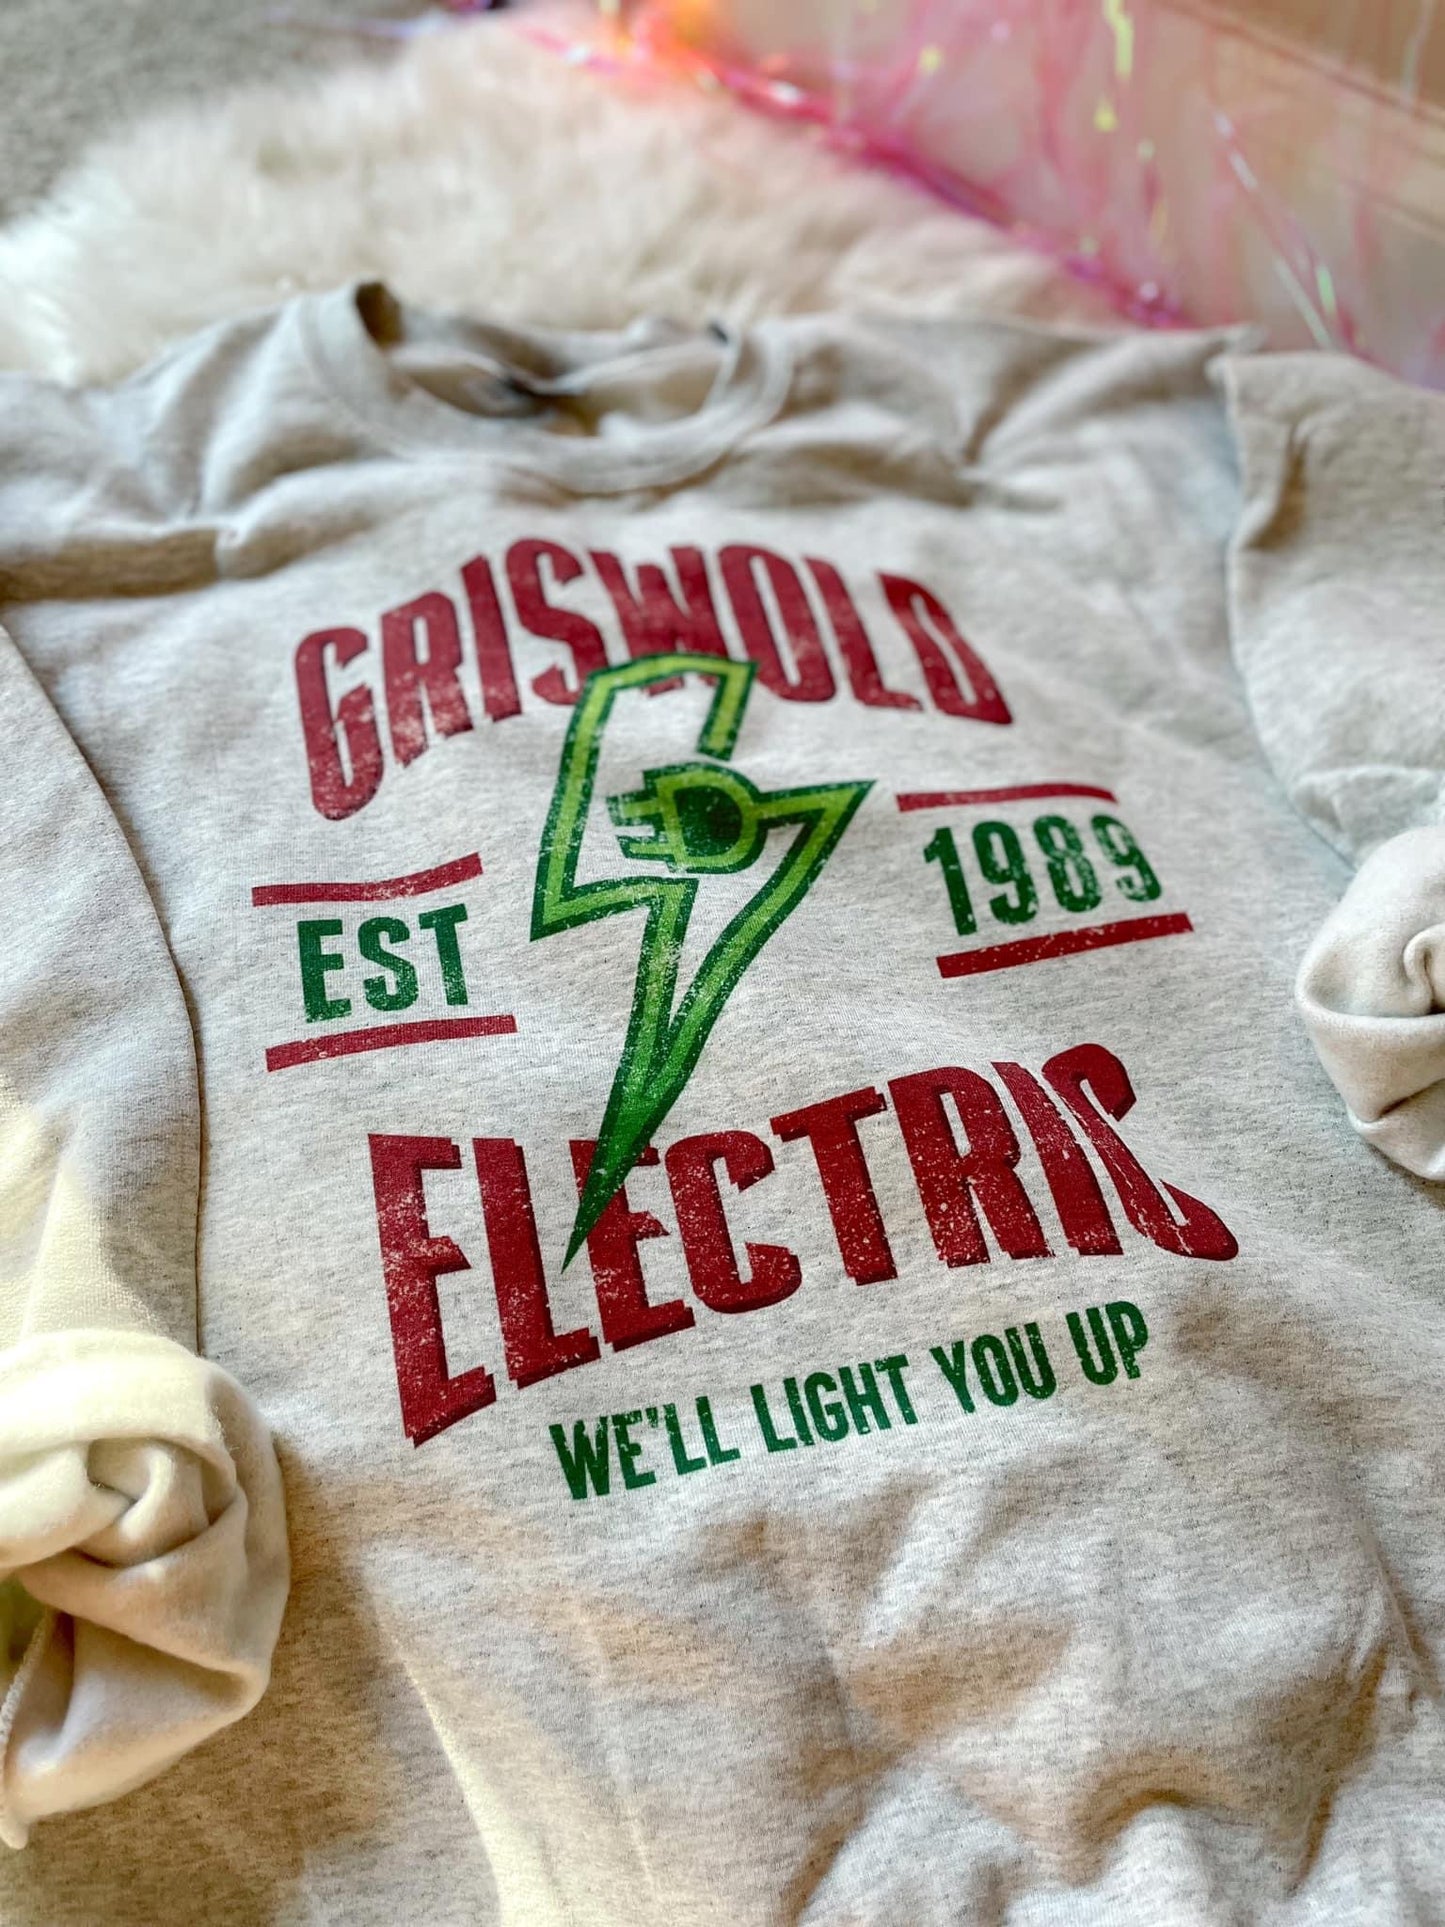 GRISWOLD
EST 1989
ELECTRIC
WE'LL LIGHT YOU UP